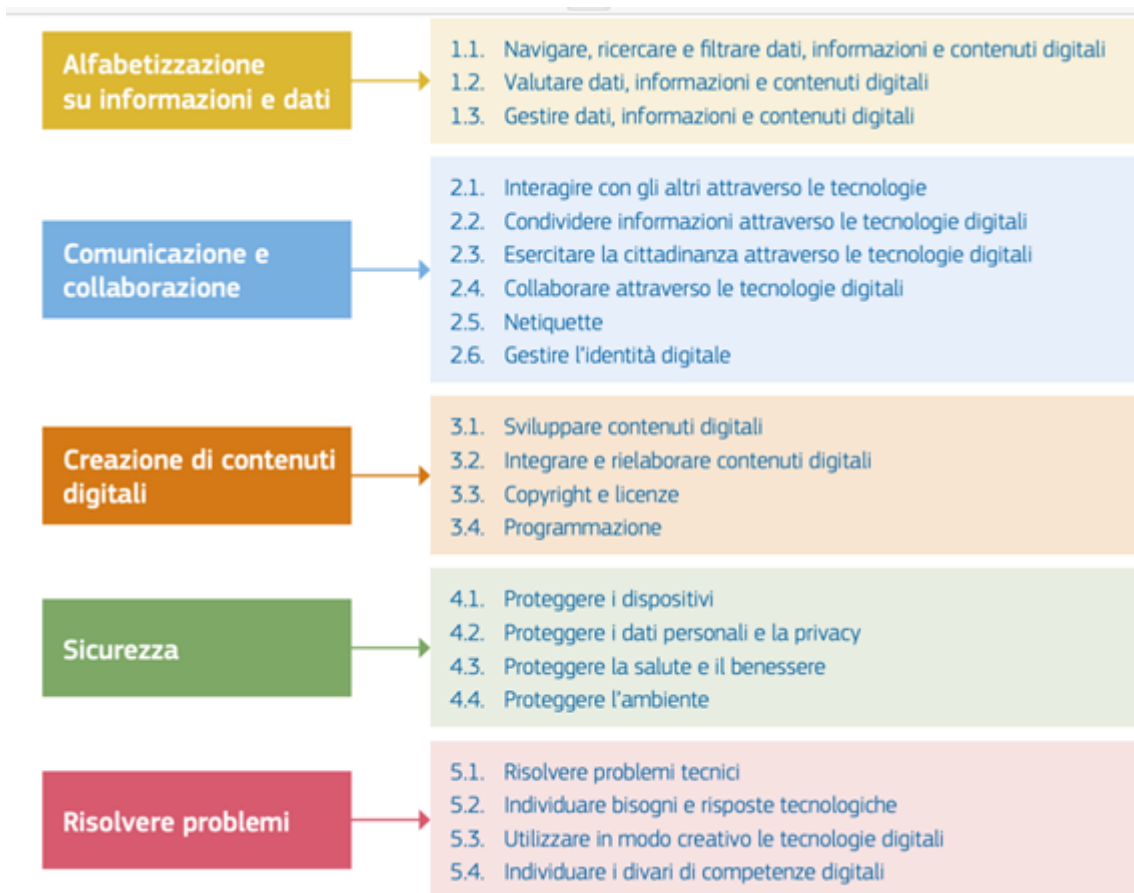 Alfabetizzazione
su informazioni e dati
1.1. Navigare, ricercare e filtrare dati, informazioni e contenuti digitali
1.2. Valutare dati, informazioni e contenuti digitali
1.3. Gestire dati, informazioni e contenuti digitali
Comunicazione e
collaborazione
2.1. Interagire con gli altri attraverso le tecnologie
2.2. Condividere informazioni attraverso le tecnologie digitali
2.3. Esercitare la cittadinanza attraverso le tecnologie digitali
2.4. Collaborare attraverso le tecnologie digitali
2.5. Netiquette
2.6. Gestire l'identità digitale
Creazione di contenuti
digitali
3.1. Sviluppare contenuti digitali
3.2. Integrare e rielaborare contenuti digitali
3.3. Copyright e licenze
3.4. Programmazione
Sicurezza
4.1. Proteggere i dispositivi
4.2. Proteggere i dati personali e la privacy
4.3. Proteggere la salute e il benessere
4.4. Proteggere l'ambiente
Risolvere problemi
5.1. Risolvere problemi tecnici
5.2. Individuare bisogni e risposte tecnologiche
5.3. Utilizzare in modo creativo le tecnologie digitali
5.4. Individuare i divari di competenze digitali